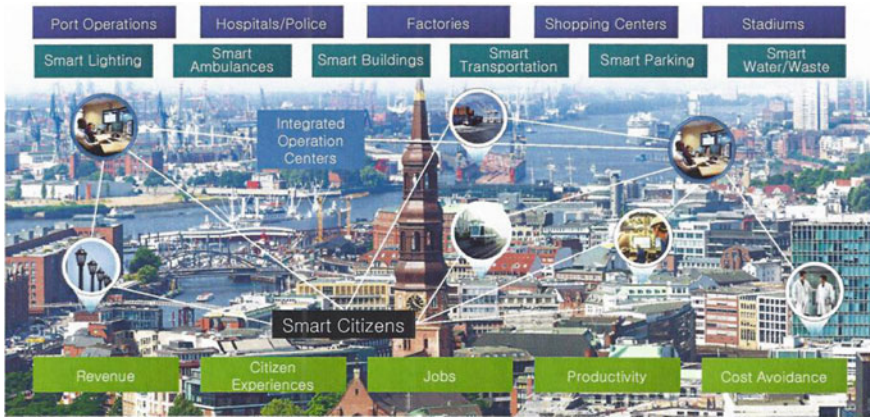 Port Operations
Hospitals/Police
Factories
Shopping Centers
Stadiums
Smart Lighting
Smart
Ambulances
Smart Buildings
Smart
Transportation
Smart Parking
Smart
Water/Waste
Integrated
Operation
Centers
Smart Citizens
Revenue
Citizen
Experiences
Jobs
Productivity
Cost Avoidance